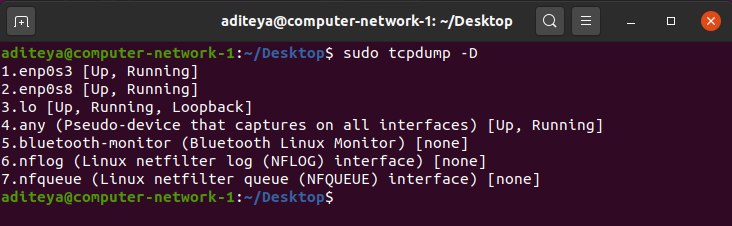 aditeya@computer-network-1: ~/Desktop
aditeya@computer-network-1:~/Desktop$ sudo tcpdump -D
1.enp0s3 [Up, Running]
2.enp0s8 [Up, Running]
3.lo [Up, Running, Loopback]
4.any (Pseudo-device that captures on all interfaces) [Up, Running]
5.bluetooth-monitor (Bluetooth Linux Monitor) [none]
6.nflog (Linux netfilter log (NFLOG) interface) [none]
7.nfqueue (Linux netfilter queue (NFQUEUE) interface) [none]
aditeya@computer-network-1:~/Desktop$